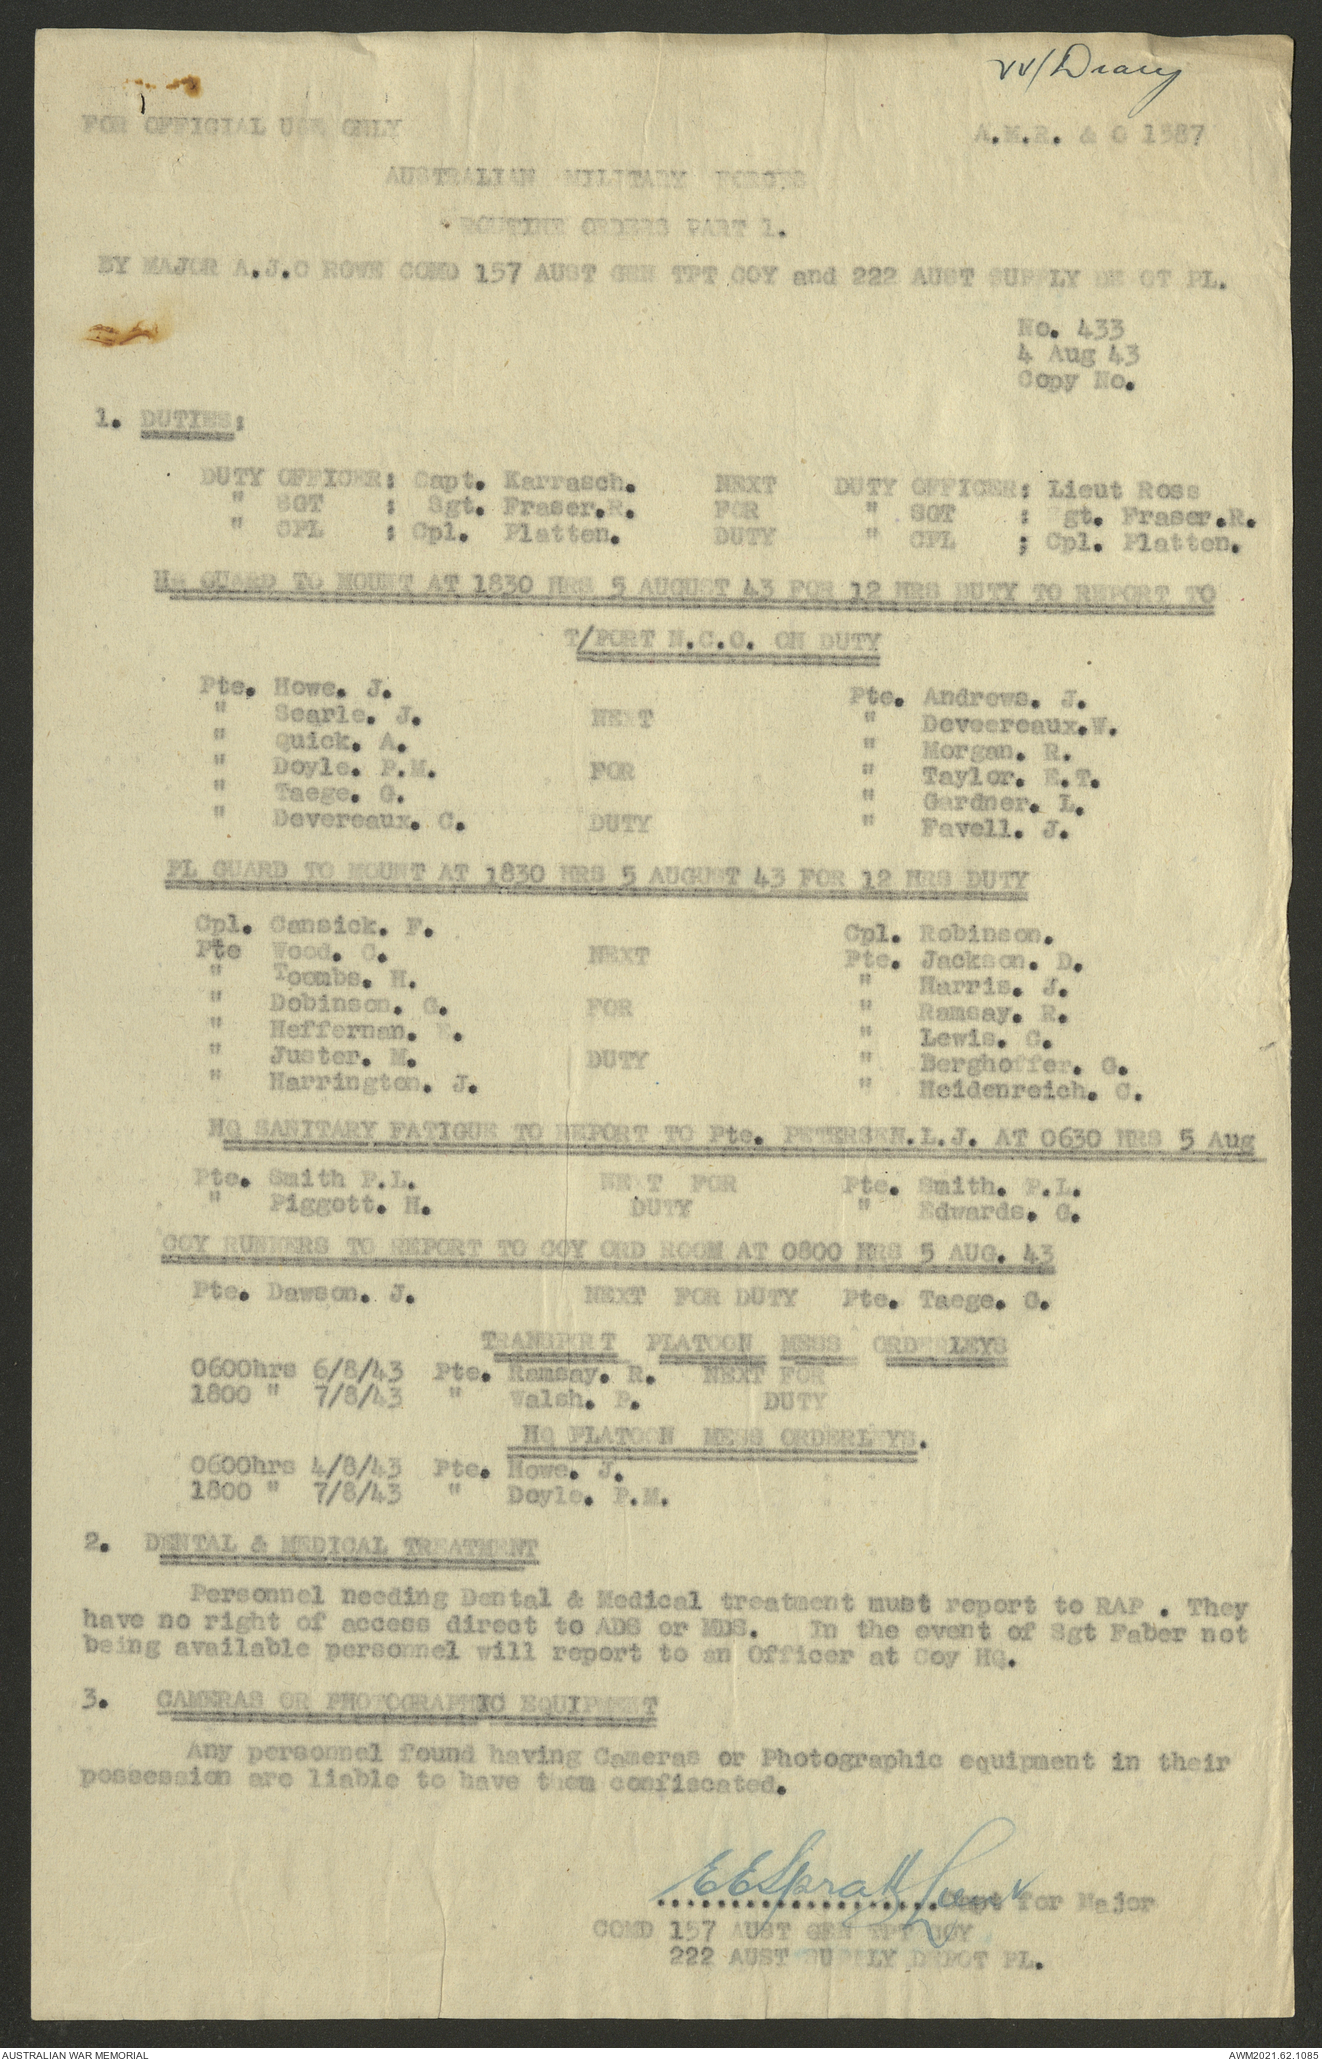 W/Diary
FOR OFFICIAL USE ONLY
A.M.R. & O 1587
AUSTRALIAN MILITARY FORCES
ROUTINE ORDERS PART 1.
BY MAJOR A.J.O ROWE COMD 157 AUST GEN TPT COY and 222 AUST SUPPLY DEPOT PL.
No. 433
4 Aug 43
Copy No.
1. DUTIES;
DUTY OFFICER: Capt. Karrasch. NEXT DUTY OFFICER: Lieut Ross
" SGT : Sgt. Fraser.R. FOR " SGT : Sgt. Fraser.R.
" CPL : Cpl. Platten. DUTY " CPL ; Cpl. Platten.
HQ GUARD TO MOUNT AT 1830 HRS 5 AUGUST 43 FOR 12 HRS DUTY TO REPORT TO
T/PORT N.C.O. ON DUTY
Pte. Howe. J. Pte. Andrews. J.
" Searle. J. NEXT " Deveereaux.W.
" Quick. A. " Morgan. R.
" Doyle. P.M. FOR " Taylor. E.T.
" Taege. G. " Gardner. L.
" Devereaux. C. DUTY " Favell. J.
PL GUARD TO MOUNT AT 1830 HRS 5 AUGUST 43 FOR 12 HRS DUTY
Cpl. Cansick. F. Cpl. Robinson.
Pte Wood. C. NEXT Pte. Jackson. D.
" Toombs. H. " Harris. J.
" Dobinson. G. FOR " Ramsay. R.
" Heffernan. " Lewis. C.
" Juster. M. DUTY " Berghoffer. G.
" Harrington. J. " Heidenreich. C.
HQ SANITARY FATIGUE TO REPORT TO Pte. PETERSEN.L.J. AT 0630 HRS 5 Aug
Pte. Smith P.L. NEXT FOR Pte. Smith. P.L.
" Piggott. H. DUTY " Edwards. C.
COY RUNNERS TO REPORT TO COY ORD ROOM AT 0800 HRS 5 AUG. 43
Pte. Dawson. J. NEXT FOR DUTY Pte. Taege. G.
TRANSPORT PLATOON MESS ORDERLEYS
0600hrs 6/8/43 Pte. Ramsay. R. NEXT FOR
1800 " 7/8/43 " Walsh. P. DUTY
HQ PLATOON MESS ORDERLEYS.
0600hrs 4/8/43 Pte. Howe. J.
1800 " 7/8/43 " Doyle. P.M.
2. DENTAL & MEDICAL TREATMENT
Personnel needing Dental & Medical treatment must report to RAP . They
have no right of access direct to ADS or MDS. In the event of Sgt Faber not
being available personnel will report to an Officer at Coy HQ.
3. CAMERAS OR PHOTOGRAPHIC EQUIPMENT
Any personnel found having Cameras or Photographic equipment in their
possession are liable to have them confiscated.
EESpratt Lieut
Capt for Major
COMD 157 AUST GEN TPT COY
222 AUST SUPPLY DEPOT PL.
AUSTRALIAN WAR MEMORIAL
AWM2021.62.1085